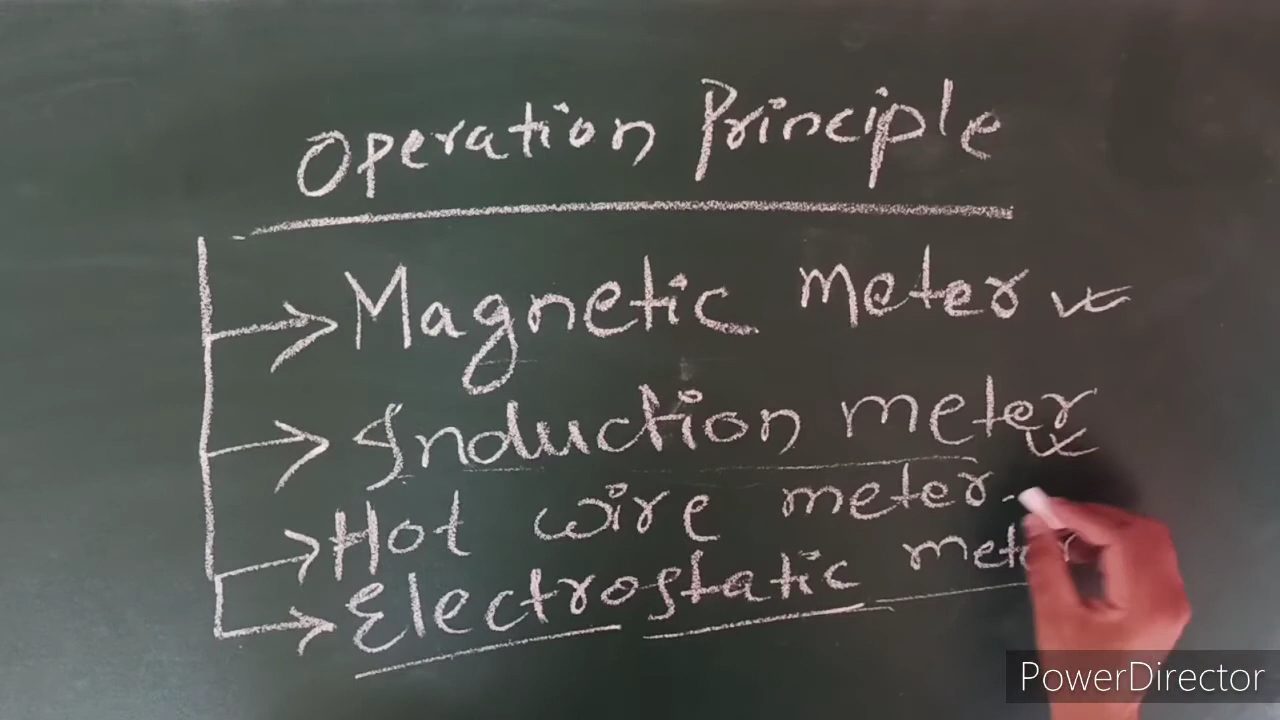 Operation Principle
Magnetic meter
Induction meter
Hot wire meter
Electrostatic meter
PowerDirector